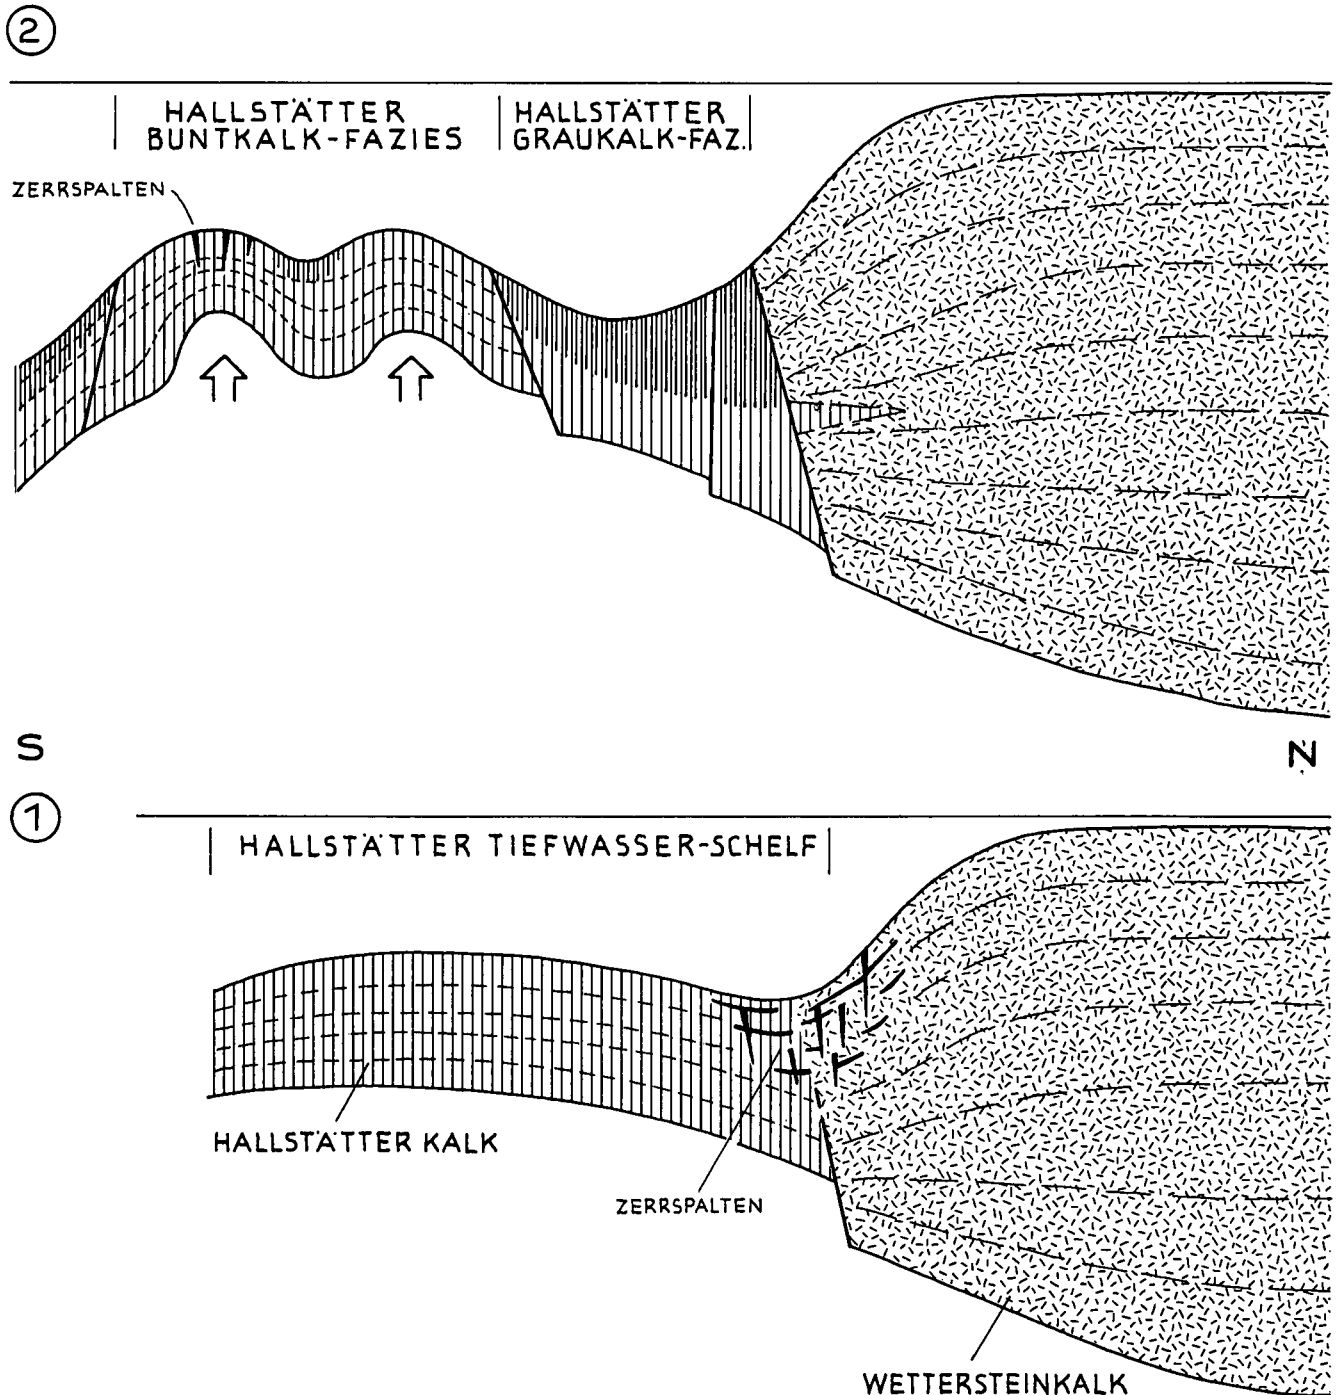 2
HALLSTÄTTER
BUNTKALK-FAZIES
HALLSTÄTTER
GRAUKALK-FAZ.
ZERRSPALTEN
S
N
1
HALLSTÄTTER TIEFWASSER-SCHELF
HALLSTÄTTER KALK
ZERRSPALTEN
WETTERSTEINKALK